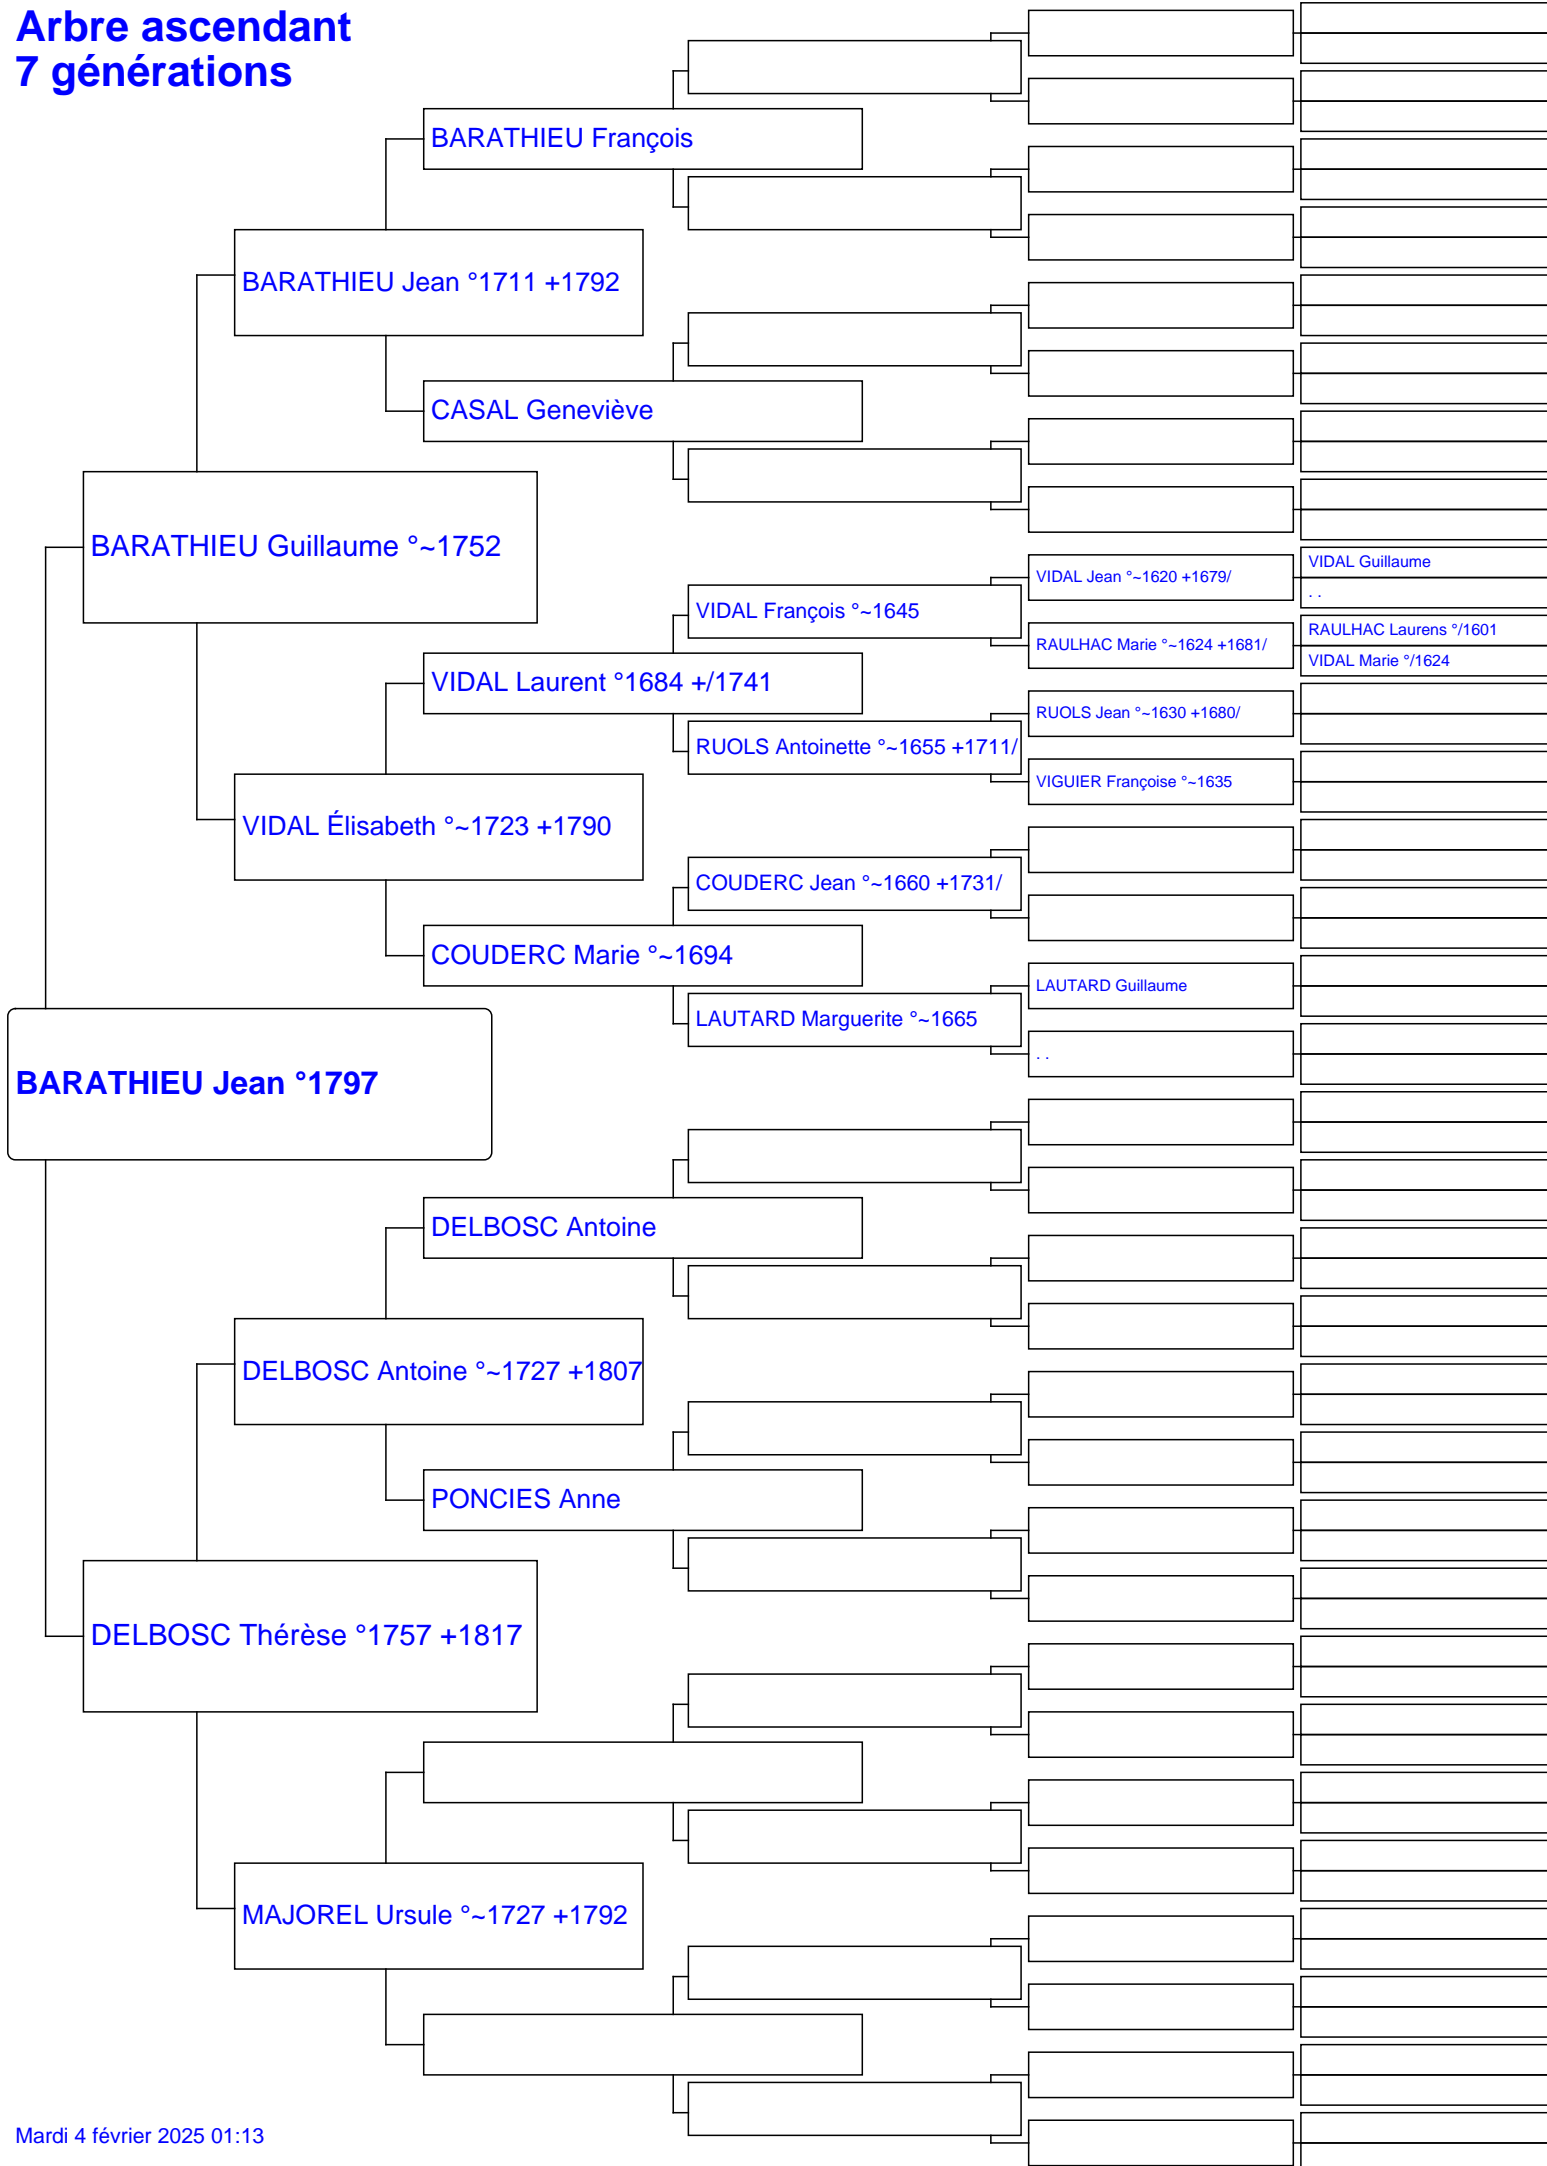 Arbre ascendant
7 générations
BARATHIEU François
BARATHIEU Jean °1711 +1792
CASAL Geneviève
BARATHIEU Guillaume °~1752
VIDAL Jean °~1620 +1679/
VIDAL Guillaume
. .
VIDAL François °~1645
RAULHAC Marie °~1624 +1681/
RAULHAC Laurens °/1601
VIDAL Marie °/1624
VIDAL Laurent °1684 +/1741
RUOLS Jean °~1630 +1680/
RUOLS Antoinette °~1655 +1711/
VIGUIER Françoise °~1635
VIDAL Élisabeth °~1723 +1790
COUDERC Jean °~1660 +1731/
COUDERC Marie °~1694
LAUTARD Guillaume
LAUTARD Marguerite °~1665
. .
BARATHIEU Jean °1797
DELBOSC Antoine
DELBOSC Antoine °~1727 +1807
PONCIES Anne
DELBOSC Thérèse °1757 +1817
MAJOREL Ursule °~1727 +1792
Mardi 4 février 2025 01:13